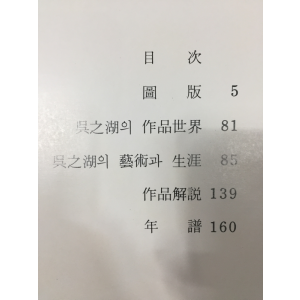 目 次
圖 版 5
吳之湖의 作品世界 81
吳之湖의 藝術과 生涯 85
作品解説 139
年 譜 160